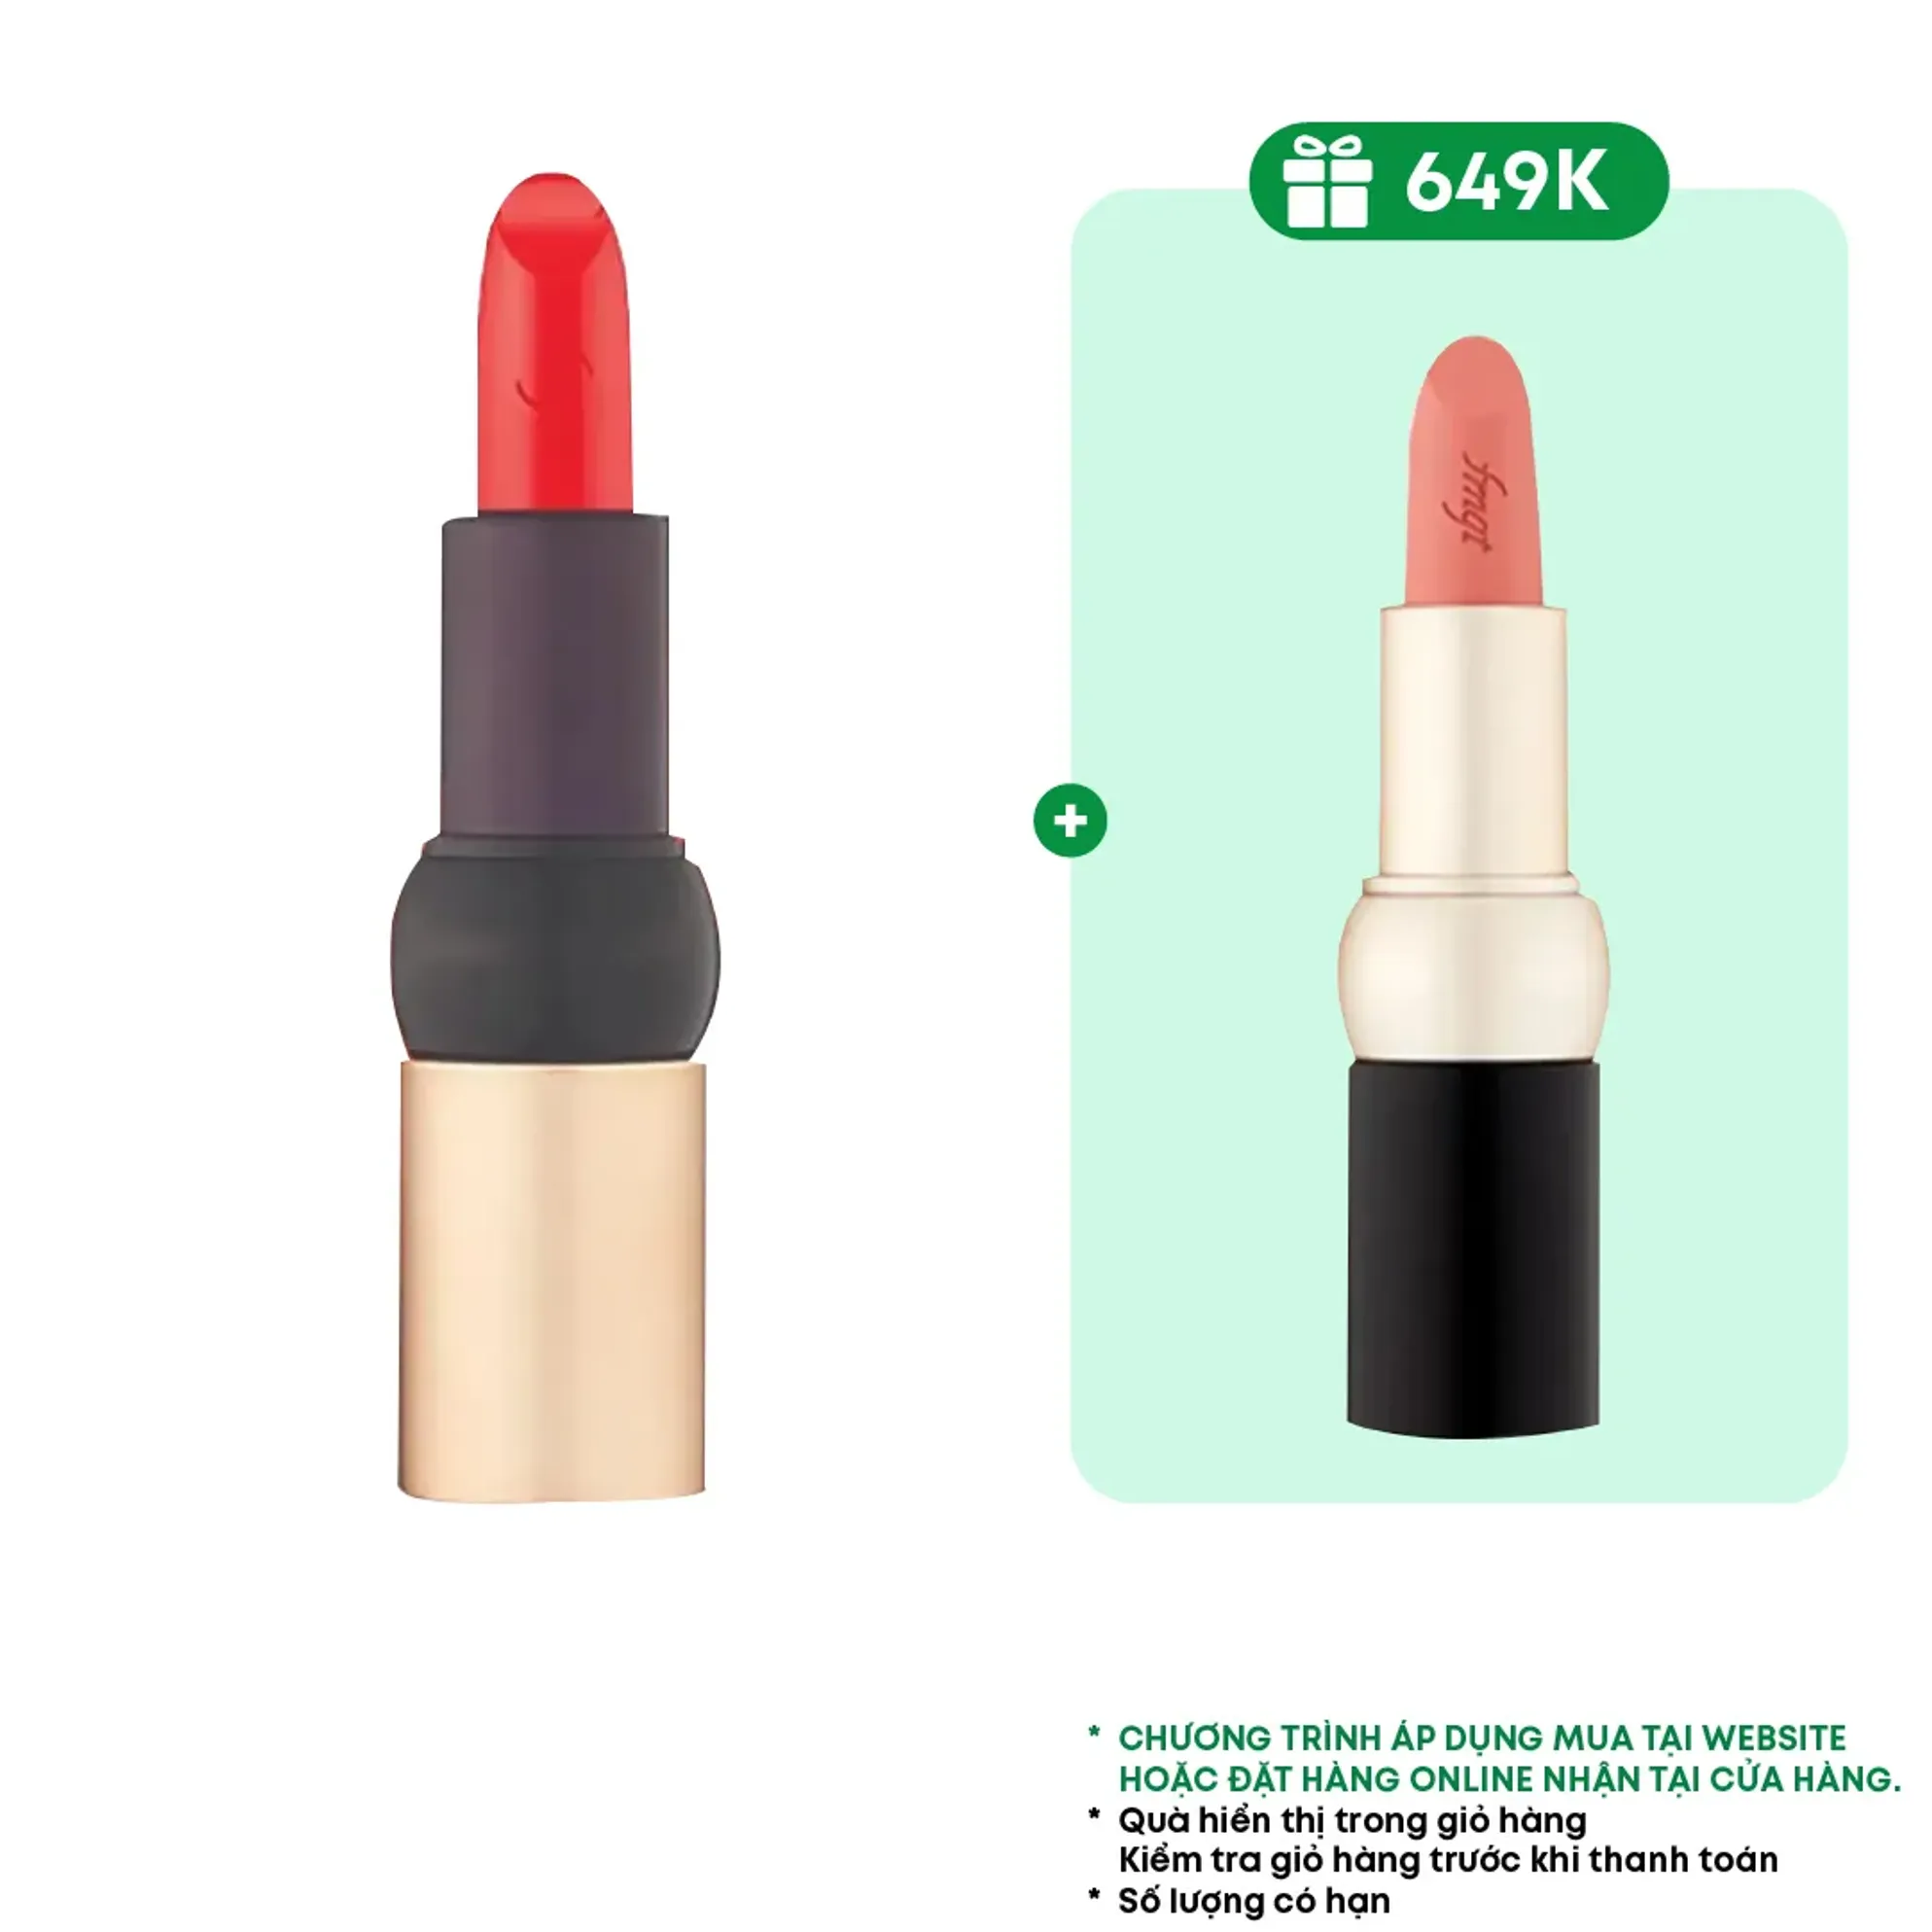 649K
fmgt
* CHƯƠNG TRÌNH ÁP DỤNG MUA TẠI WEBSITE
HOẶC ĐẶT HÀNG ONLINE NHẬN TẠI CỬA HÀNG.
* Quà hiển thị trong giỏ hàng
Kiểm tra giỏ hàng trước khi thanh toán
* Số lượng có hạn